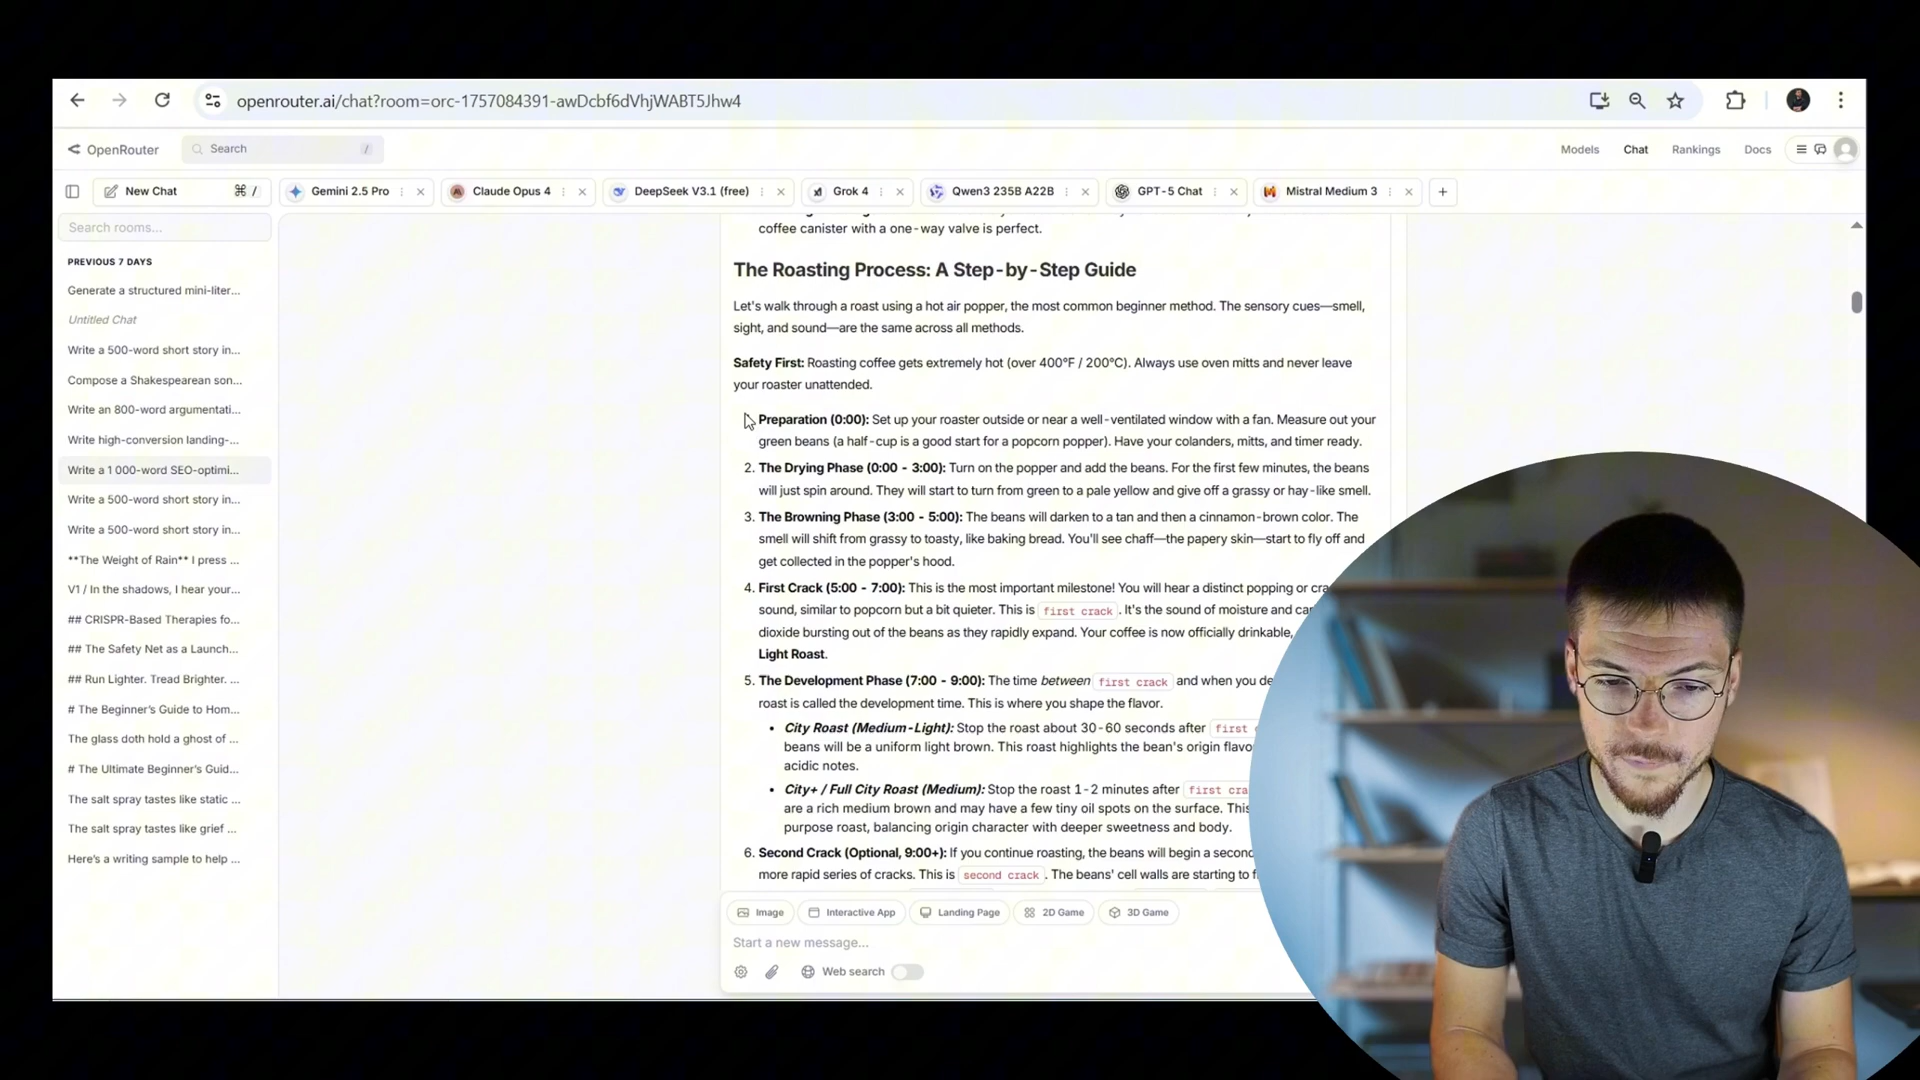 openrouter.ai/chat?room=orc-1757084391-awDcbf6dVhjWABT5Jhw4
OpenRouter
Search
/
Models
Chat
Rankings
Docs
New Chat
⌘ /
Gemini 2.5 Pro
Claude Opus 4
DeepSeek V3.1 (free)
Grok 4
Qwen3 235B A22B
GPT-5 Chat
Mistral Medium 3
Search rooms...
PREVIOUS 7 DAYS
Generate a structured mini-liter...
Untitled Chat
Write a 500-word short story in...
Compose a Shakespearean son...
Write an 800-word argumentati...
Write high-conversion landing-...
Write a 1 000-word SEO-optimi...
Write a 500-word short story in...
Write a 500-word short story in...
**The Weight of Rain** I press ...
V1 / In the shadows, I hear your...
## CRISPR-Based Therapies fo...
## The Safety Net as a Launch...
## Run Lighter. Tread Brighter. ...
# The Beginner's Guide to Hom...
The glass doth hold a ghost of ...
# The Ultimate Beginner's Guid...
The salt spray tastes like static ...
The salt spray tastes like grief ...
Here's a writing sample to help ...
coffee canister with a one-way valve is perfect.
The Roasting Process: A Step-by-Step Guide
Let's walk through a roast using a hot air popper, the most common beginner method. The sensory cues—smell,
sight, and sound—are the same across all methods.
Safety First: Roasting coffee gets extremely hot (over 400°F / 200°C). Always use oven mitts and never leave
your roaster unattended.
Preparation (0:00): Set up your roaster outside or near a well-ventilated window with a fan. Measure out your
green beans (a half-cup is a good start for a popcorn popper). Have your colanders, mitts, and timer ready.
2. The Drying Phase (0:00 - 3:00): Turn on the popper and add the beans. For the first few minutes, the beans
will just spin around. They will start to turn from green to a pale yellow and give off a grassy or hay-like smell.
3. The Browning Phase (3:00 - 5:00): The beans will darken to a tan and then a cinnamon-brown color. The
smell will shift from grassy to toasty, like baking bread. You'll see chaff—the papery skin—start to fly off and
get collected in the popper's hood.
4. First Crack (5:00 - 7:00): This is the most important milestone! You will hear a distinct popping or
sound, similar to popcorn but a bit quieter. This is first crack. It's the sound of moisture and
dioxide bursting out of the beans as they rapidly expand. Your coffee is now officially drinkable,
Light Roast.
5. The Development Phase (7:00 - 9:00): The time between first crack and when you
roast is called the development time. This is where you shape the flavor.
• City Roast (Medium-Light): Stop the roast about 30-60 seconds after first
beans will be a uniform light brown. This roast highlights the bean's origin
acidic notes.
• City+ / Full City Roast (Medium): Stop the roast 1-2 minutes after first
are a rich medium brown and may have a few tiny oil spots on the surface.
purpose roast, balancing origin character with deeper sweetness and body.
6. Second Crack (Optional, 9:00+): If you continue roasting, the beans will begin a
more rapid series of cracks. This is second crack. The beans' cell walls are starting to
Image
Interactive App
Landing Page
2D Game
3D Game
Start a new message...
Web search